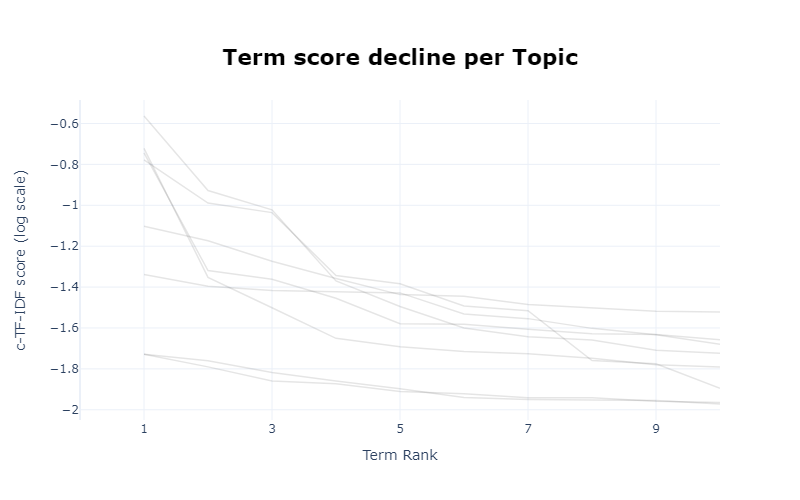 Term score decline per Topic
−0.6
−0.8
−1
−1.2
−1.4
−1.6
−1.8
−2
c-TF-IDF score (log scale)
1 3 5 7 9
Term Rank